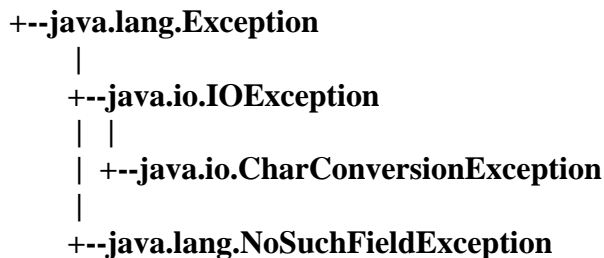 +--java.lang.Exception
|
+--java.io.IOException
| |
| +--java.io.CharConversionException
|
+--java.lang.NoSuchFieldException